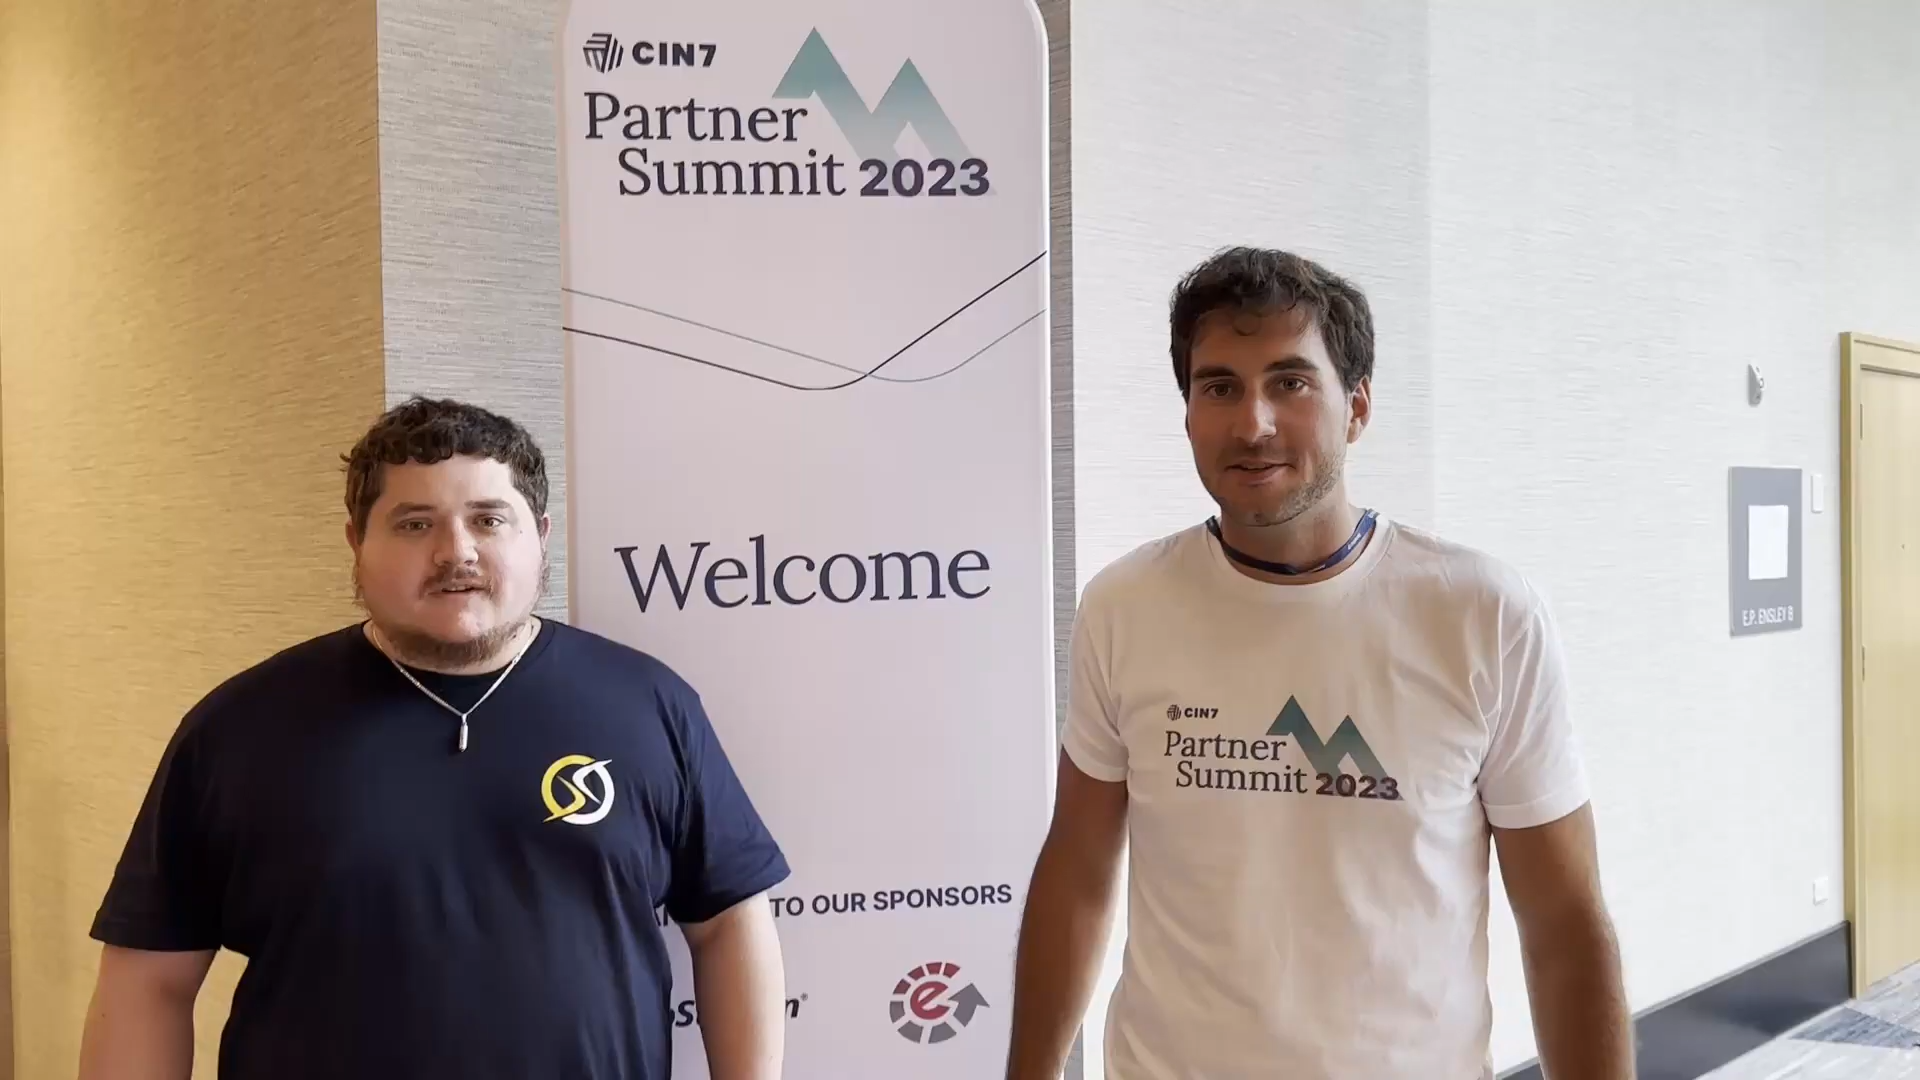 CIN7
Partner
Summit 2023
Welcome
TO OUR SPONSORS
e
CIN7
Partner
Summit 2023
E.P. ENSLEY B